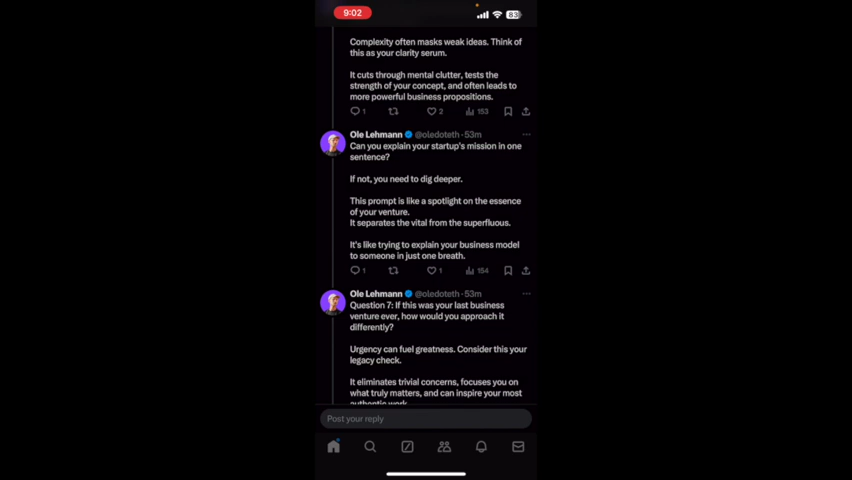 9:02
83
Complexity often masks weak ideas. Think of
this as your clarity serum.
It cuts through mental clutter, tests the
strength of your concept, and often leads to
more powerful business propositions.
1 2 153
Ole Lehmann @oledoteth · 53m
Can you explain your startup's mission in one
sentence?
If not, you need to dig deeper.
This prompt is like a spotlight on the essence
of your venture.
It separates the vital from the superfluous.
It's like trying to explain your business model
to someone in just one breath.
1 1 154
Ole Lehmann @oledoteth · 53m
Question 7: If this was your last business
venture ever, how would you approach it
differently?
Urgency can fuel greatness. Consider this your
legacy check.
It eliminates trivial concerns, focuses you on
what truly matters, and can inspire your most
authentic work.
Post your reply